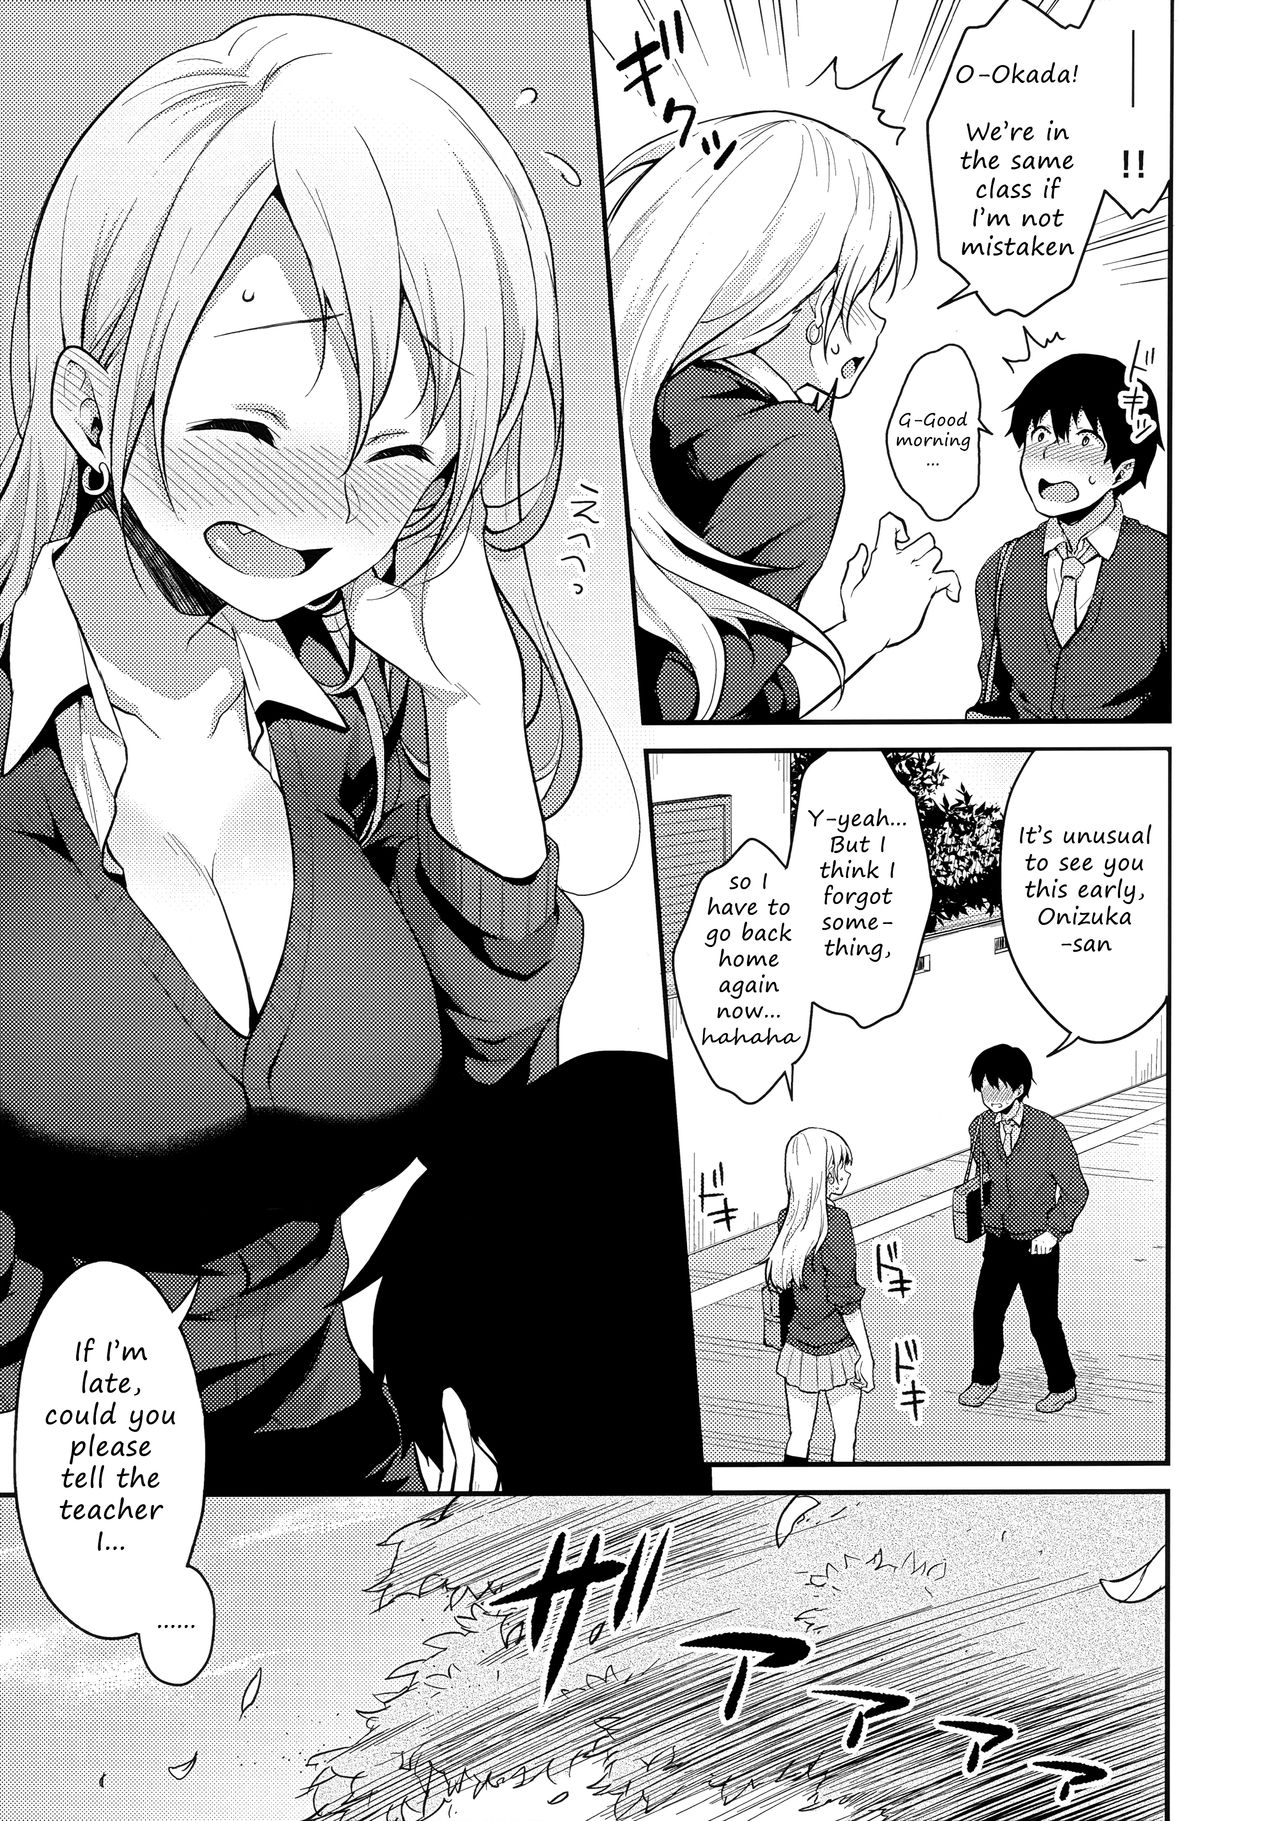 O-Okada!
We're in
the same
class if
I'm not
mistaken
!!
ギクッ
G-Good
morning
...
ドキッ
It's unusual
to see you
this early,
Onizuka
-san
Y-yeah...
But I
think I
forgot
some-
thing,
so I
have to
go back
home
again
now...
hahaha
ドキ
ドキ
ドキ
If I'm
late,
could you
please
tell the
teacher
I...
......
ザァァァァ